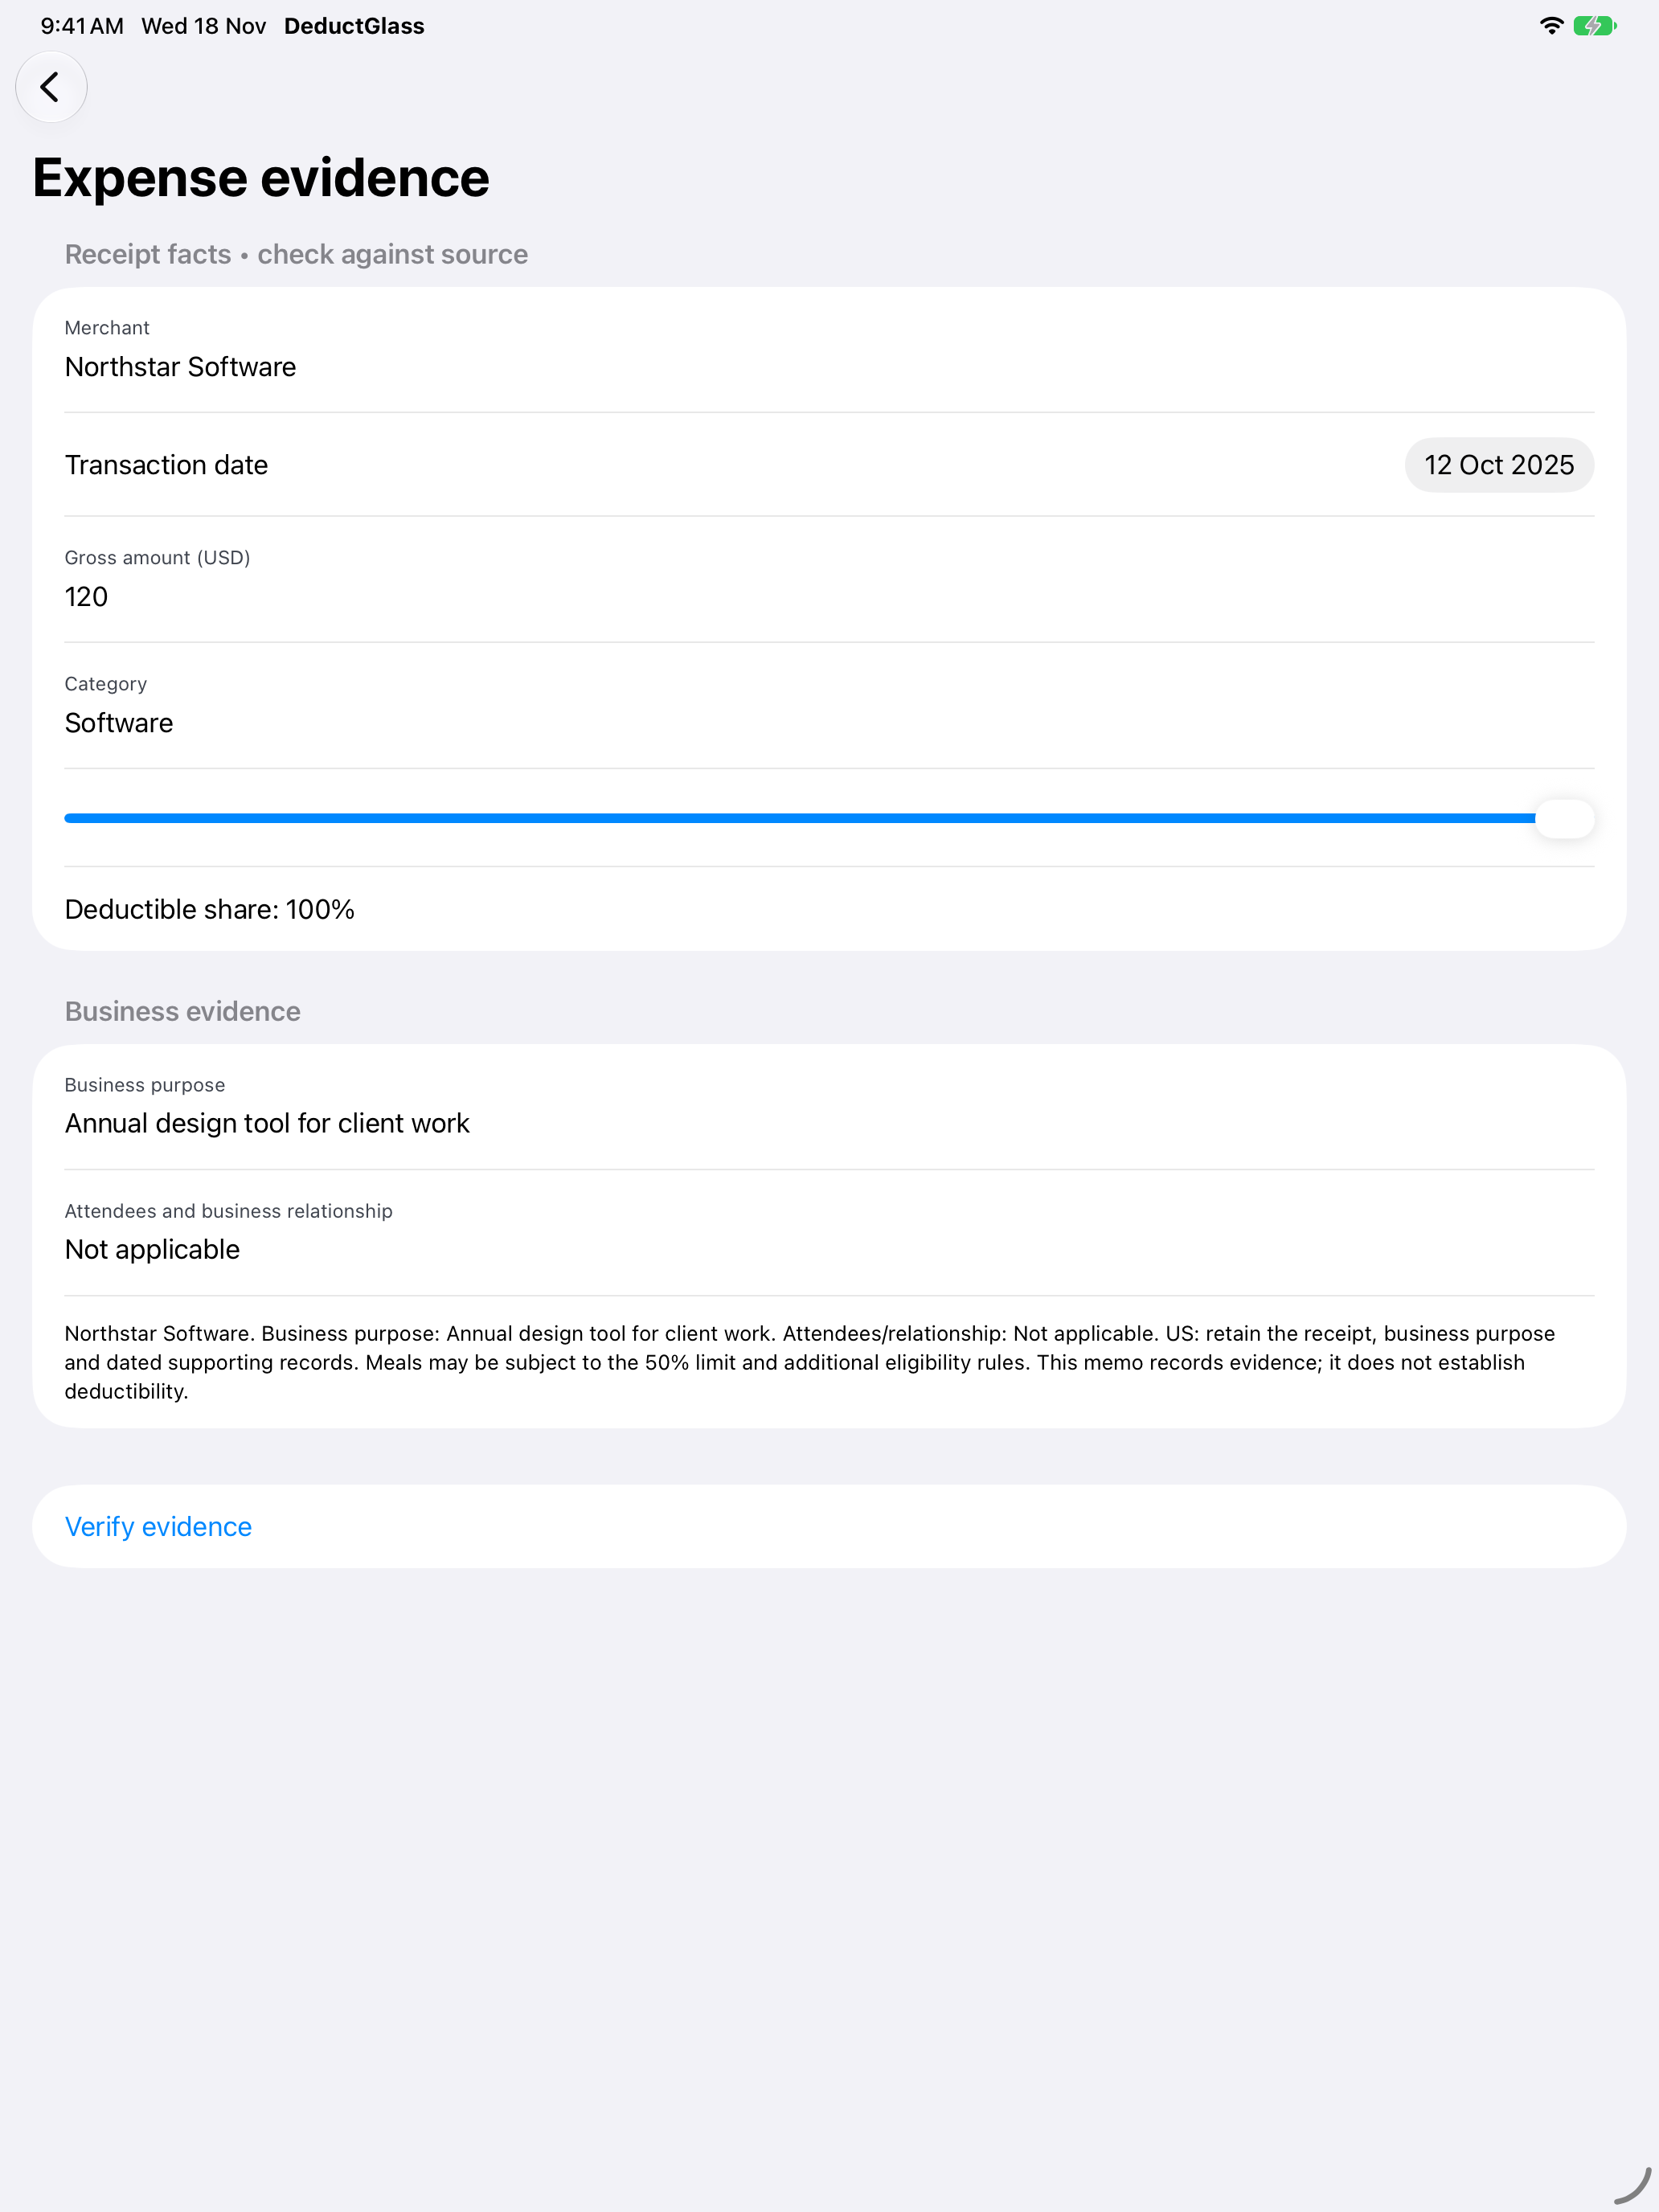 9:41 AM Wed 18 Nov DeductGlass
Expense evidence
Receipt facts • check against source
Merchant
Northstar Software
Transaction date 12 Oct 2025
Gross amount (USD)
120
Category
Software
Deductible share: 100%
Business evidence
Business purpose
Annual design tool for client work
Attendees and business relationship
Not applicable
Northstar Software. Business purpose: Annual design tool for client work. Attendees/relationship: Not applicable. US: retain the receipt, business purpose
and dated supporting records. Meals may be subject to the 50% limit and additional eligibility rules. This memo records evidence; it does not establish
deductibility.
Verify evidence